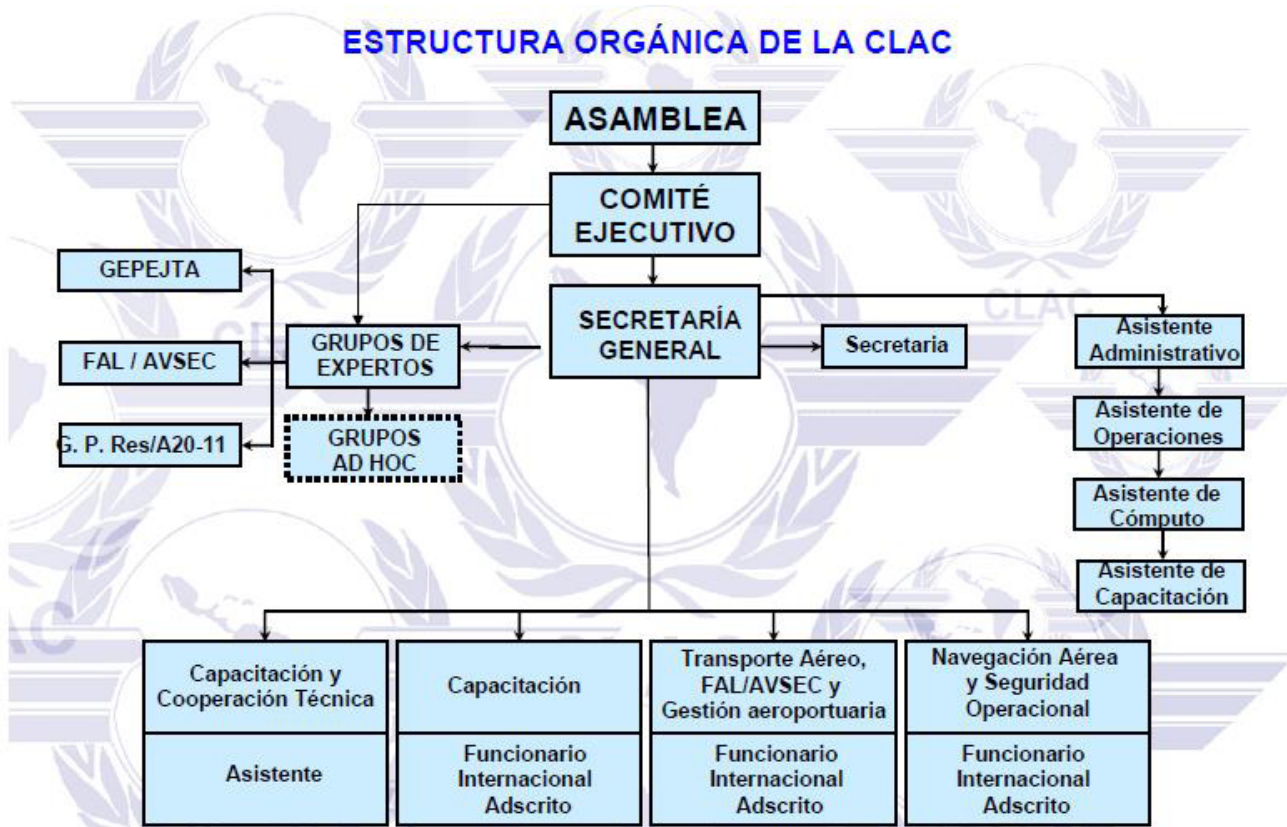 ESTRUCTURA ORGÁNICA DE LA CLAC
ASAMBLEA
COMITÉ
EJECUTIVO
SECRETARÍA
GENERAL
Secretaria
GRUPOS DE
EXPERTOS
GRUPOS
AD HOC
GEPEJTA
FAL / AVSEC
G. P. Res/A20-11
Asistente
Administrativo
Asistente de
Operaciones
Asistente de
Cómputo
Asistente de
Capacitación
Capacitación y
Cooperación Técnica
Asistente
Capacitación
Funcionario
Internacional
Adscrito
Transporte Aéreo,
FAL/AVSEC y
Gestión aeroportuaria
Funcionario
Internacional
Adscrito
Navegación Aérea
y Seguridad
Operacional
Funcionario
Internacional
Adscrito
CLAC